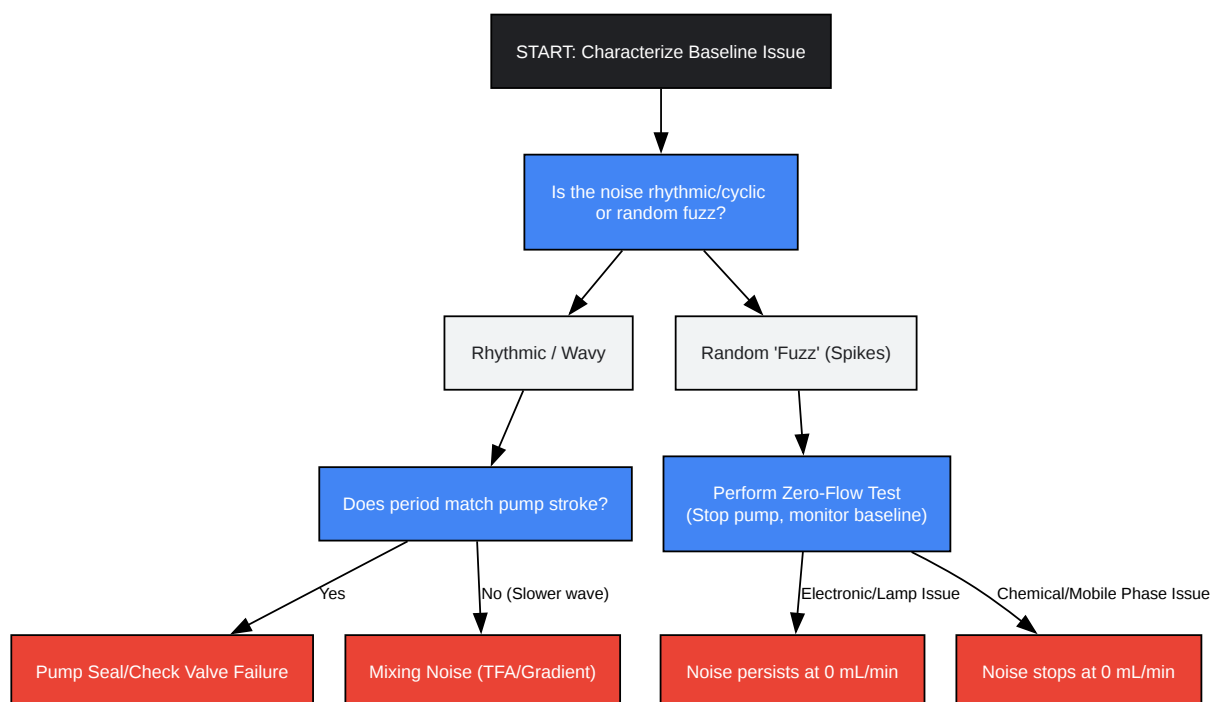 START: Characterize Baseline Issue
Is the noise rhythmic/cyclic
or random fuzz?
Rhythmic / Wavy
Random 'Fuzz' (Spikes)
Does period match pump stroke?
Perform Zero-Flow Test
(Stop pump, monitor baseline)
Yes
No (Slower wave)
Electronic/Lamp Issue
Chemical/Mobile Phase Issue
Pump Seal/Check Valve Failure
Mixing Noise (TFA/Gradient)
Noise persists at 0 mL/min
Noise stops at 0 mL/min